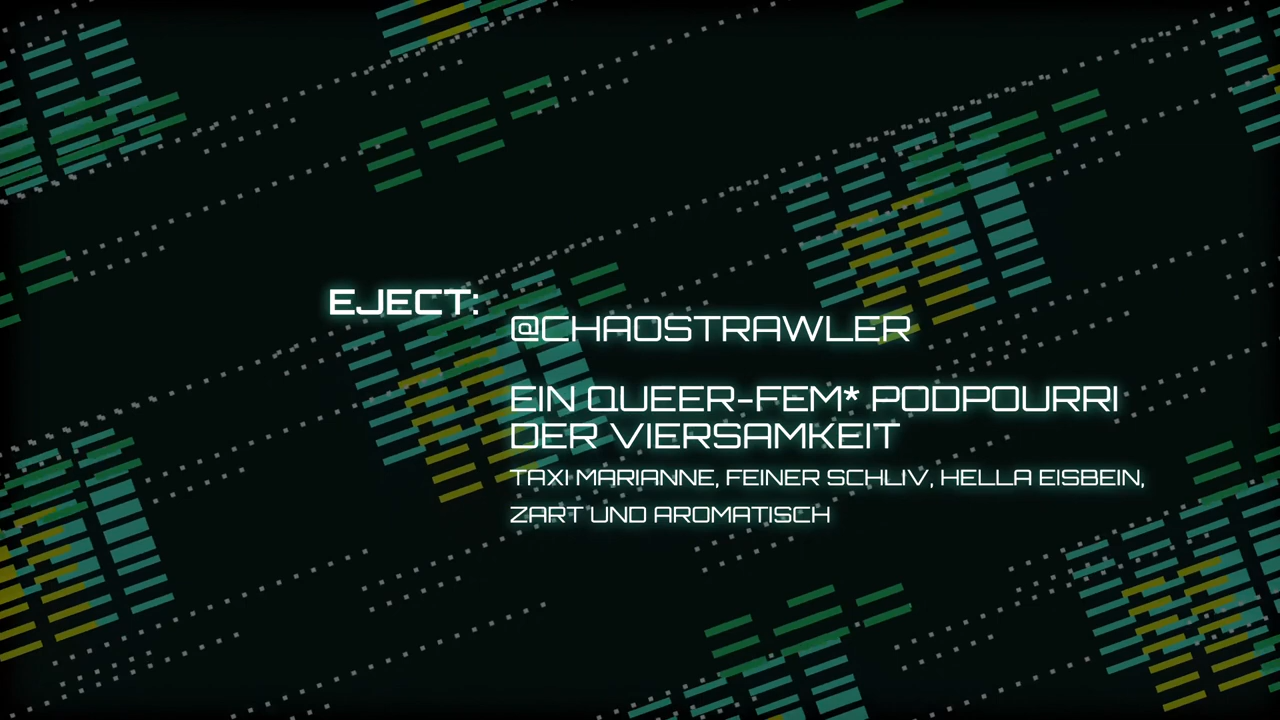 EJECT:
@CHAOSTRAWLER
EIN QUEER-FEM* PODPOURRI
DER VIERSAMKEIT
TAXI MARIANNE, FEINER SCHLIV, HELLA EISBEIN,
ZART UND AROMATISCH